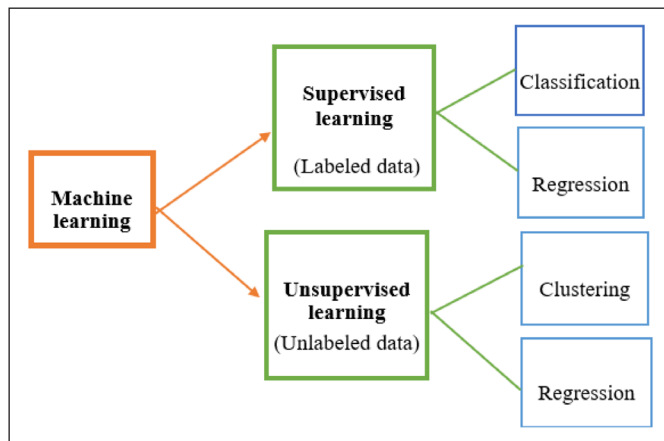 Machine
learning
Supervised
learning
(Labeled data)
Classification
Regression
Unsupervised
learning
(Unlabeled data)
Clustering
Regression